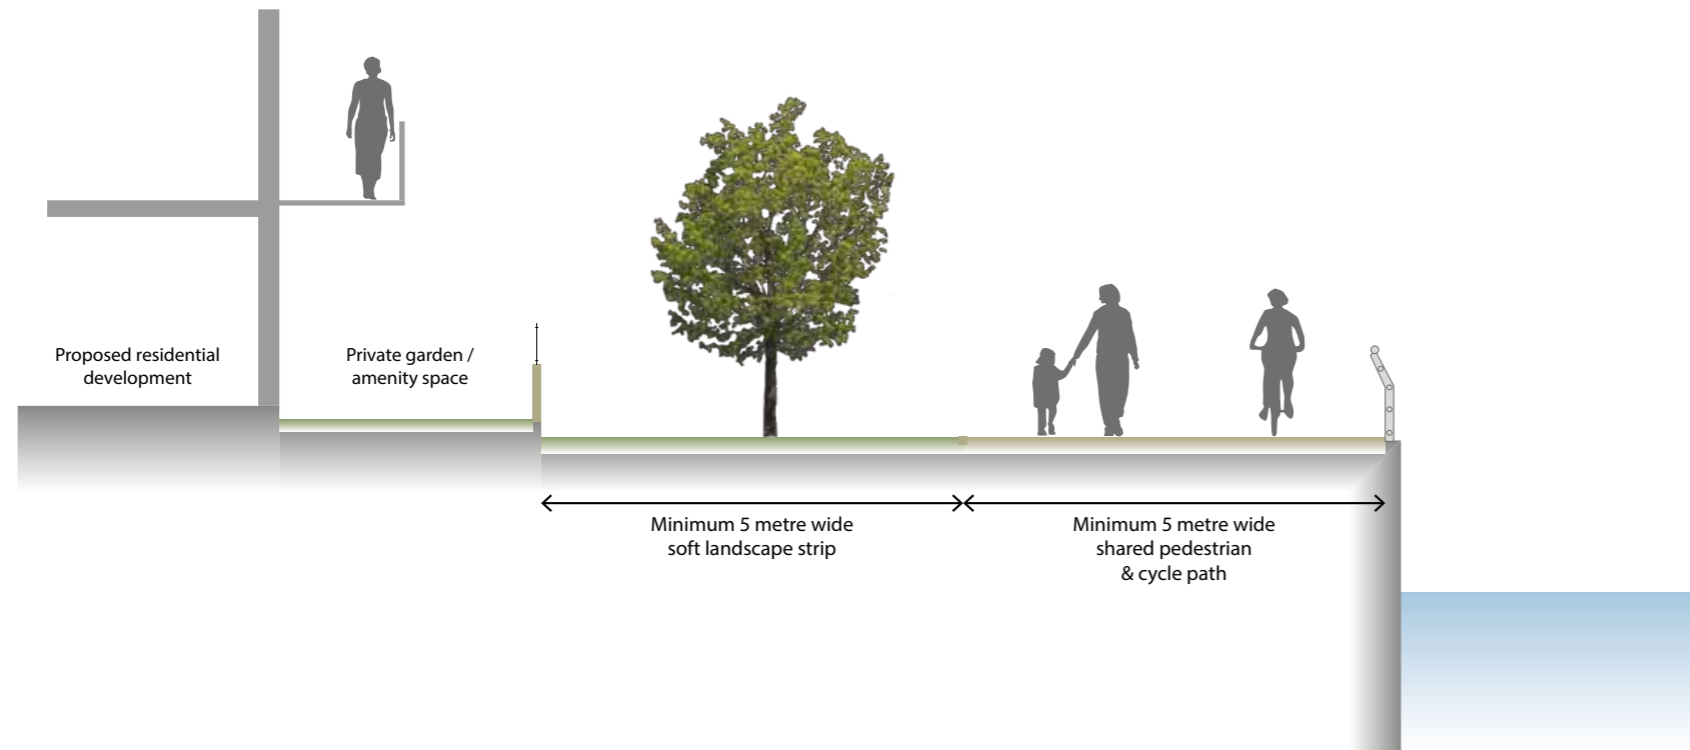 Proposed residential
development
Private garden /
amenity space
Minimum 5 metre wide
soft landscape strip
Minimum 5 metre wide
shared pedestrian
& cycle path